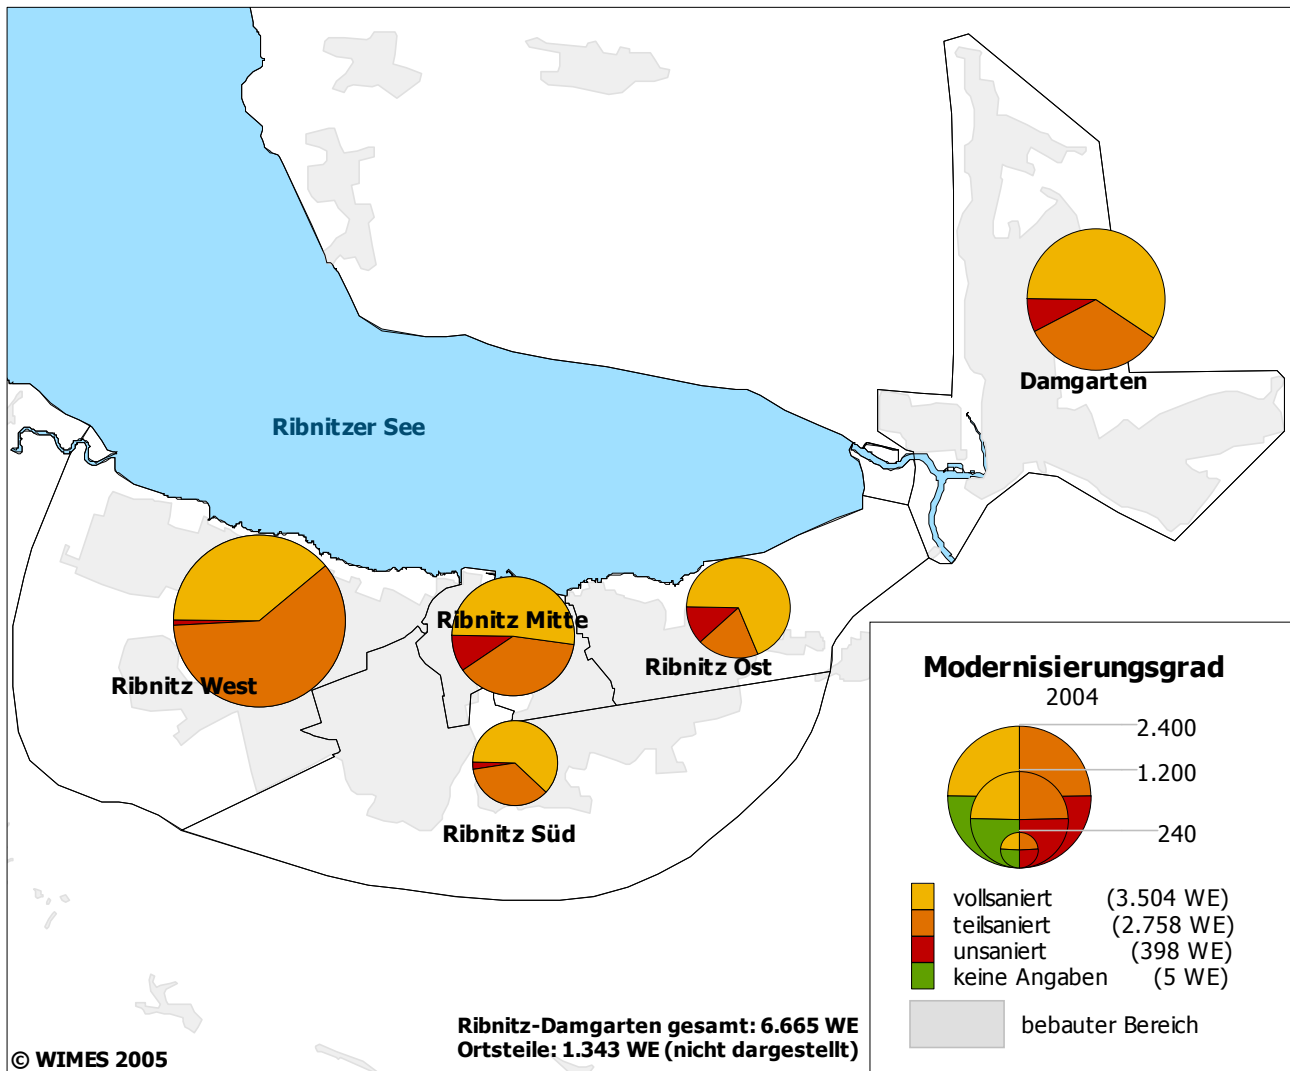 Damgarten
Ribnitzer See
Ribnitz Mitte
Ribnitz Ost
Ribnitz West
Ribnitz Süd
Modernisierungsgrad
2004
2.400
1.200
240
vollsaniert (3.504 WE)
teilsaniert (2.758 WE)
unsaniert (398 WE)
keine Angaben (5 WE)
bebauter Bereich
Ribnitz-Damgarten gesamt: 6.665 WE
Ortsteile: 1.343 WE (nicht dargestellt)
© WIMES 2005